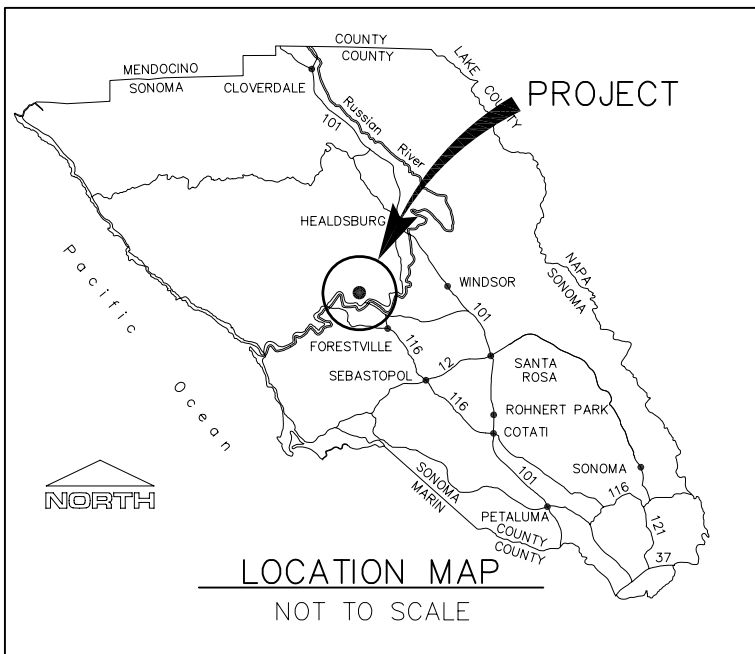 COUNTY
COUNTY
LAKE COUNTY
MENDOCINO
SONOMA
CLOVERDALE
PROJECT
101
Russian
River
HEALDSBURG
NAPA
SONOMA
Pacific
Ocean
WINDSOR
101
FORESTVILLE
116
12
SEBASTOPOL
SANTA
ROSA
116
ROHNERT PARK
COTATI
SONOMA
MARIN
101
SONOMA
116
NORTH
PETALUMA
COUNTY
COUNTY
121
37
LOCATION MAP
NOT TO SCALE